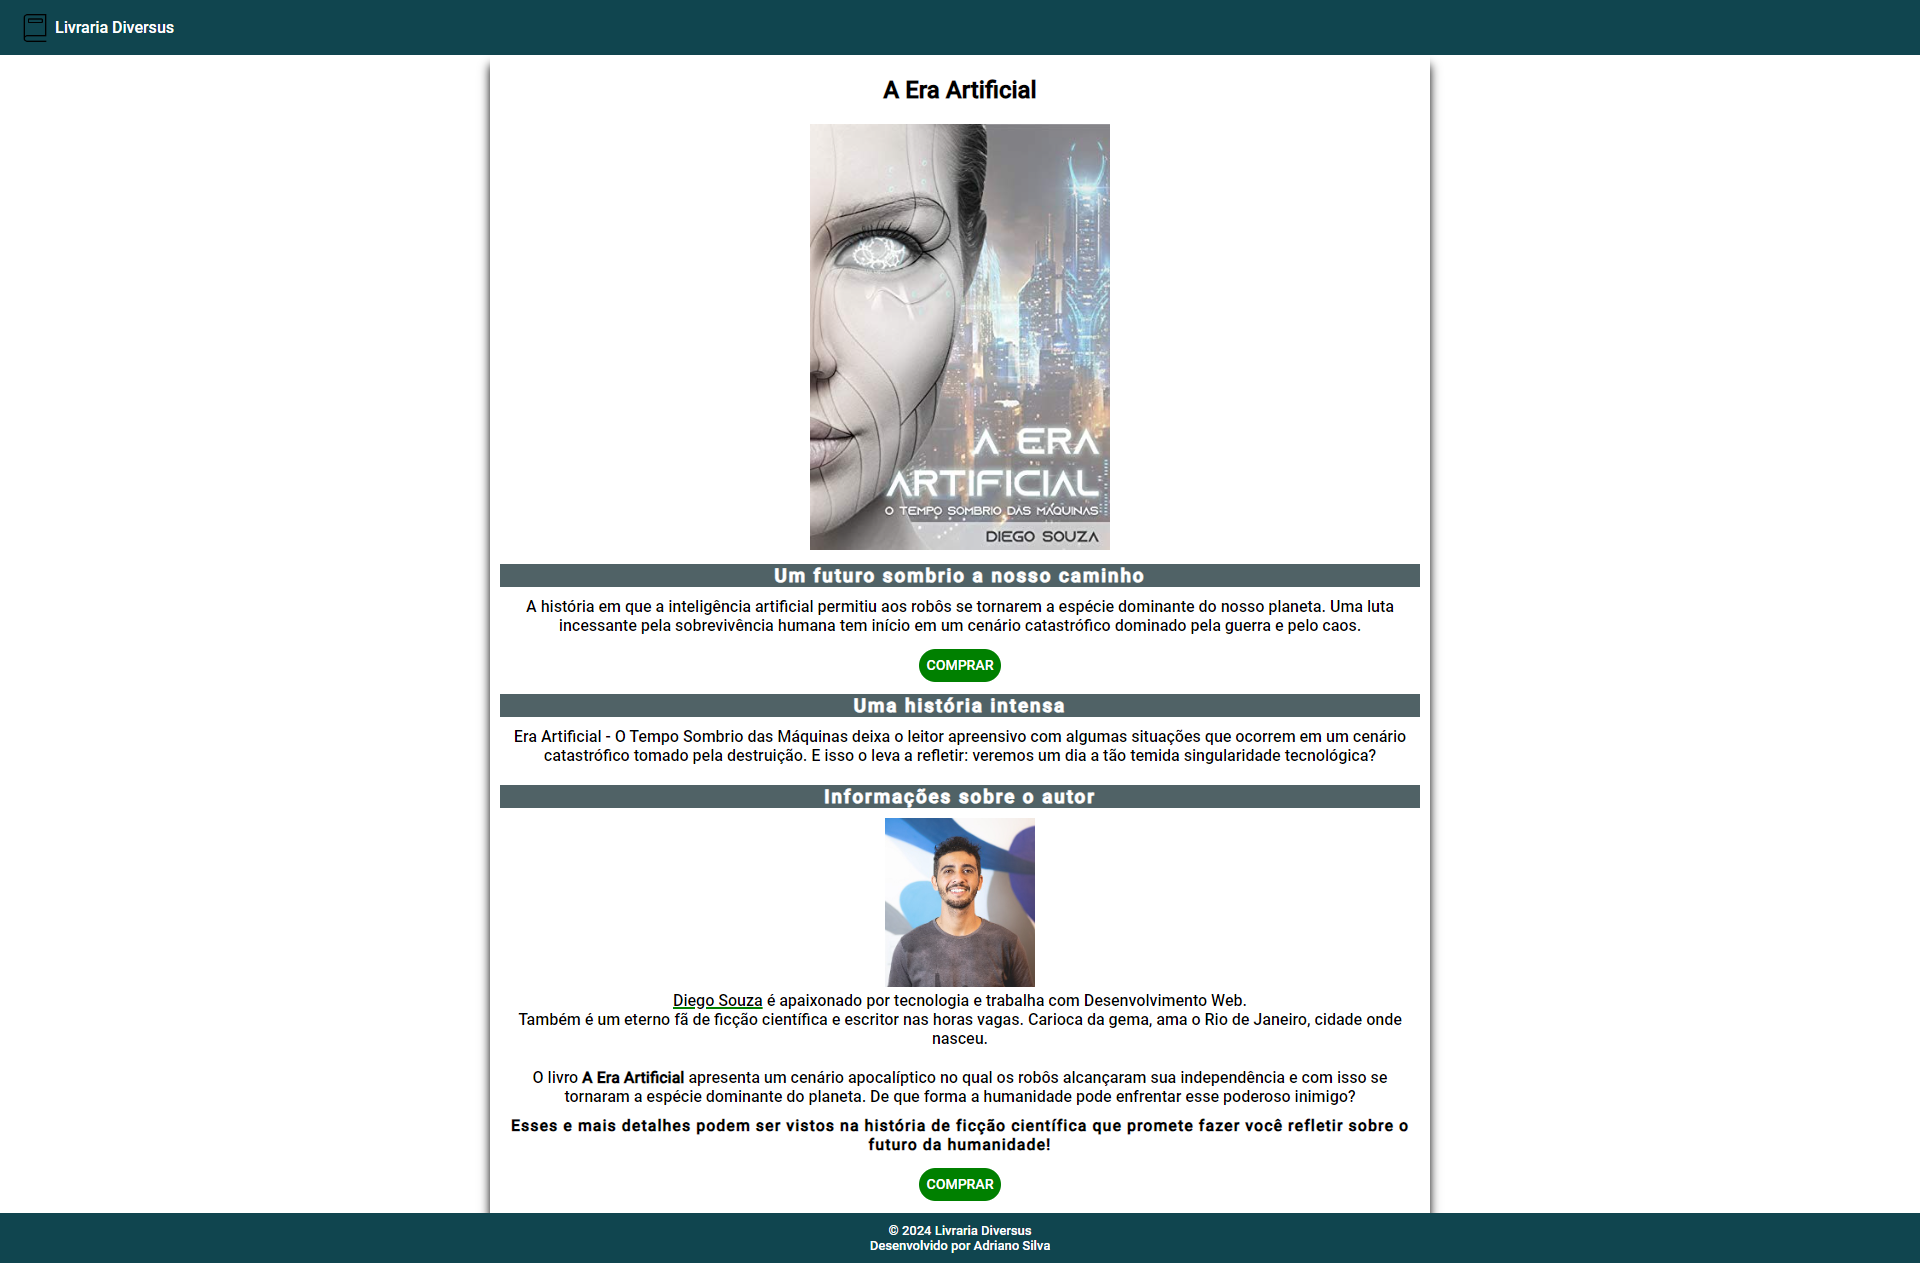 Livraria Diversus
A Era Artificial
A ERA
ARTIFICIAL
O TEMPO SOMBRIO DAS MÁQUINAS
DIEGO SOUZA
Um futuro sombrio a nosso caminho
A história em que a inteligência artificial permitiu aos robôs se tornarem a espécie dominante do nosso planeta. Uma luta
incessante pela sobrevivência humana tem início em um cenário catastrófico dominado pela guerra e pelo caos.
COMPRAR
Uma história intensa
Era Artificial - O Tempo Sombrio das Máquinas deixa o leitor apreensivo com algumas situações que ocorrem em um cenário
catastrófico tomado pela destruição. E isso o leva a refletir: veremos um dia a tão temida singularidade tecnológica?
Informações sobre o autor
Diego Souza é apaixonado por tecnologia e trabalha com Desenvolvimento Web.
Também é um eterno fã de ficção científica e escritor nas horas vagas. Carioca da gema, ama o Rio de Janeiro, cidade onde
nasceu.
O livro A Era Artificial apresenta um cenário apocalíptico no qual os robôs alcançaram sua independência e com isso se
tornaram a espécie dominante do planeta. De que forma a humanidade pode enfrentar esse poderoso inimigo?
Esses e mais detalhes podem ser vistos na história de ficção científica que promete fazer você refletir sobre o
futuro da humanidade!
COMPRAR
© 2024 Livraria Diversus
Desenvolvido por Adriano Silva